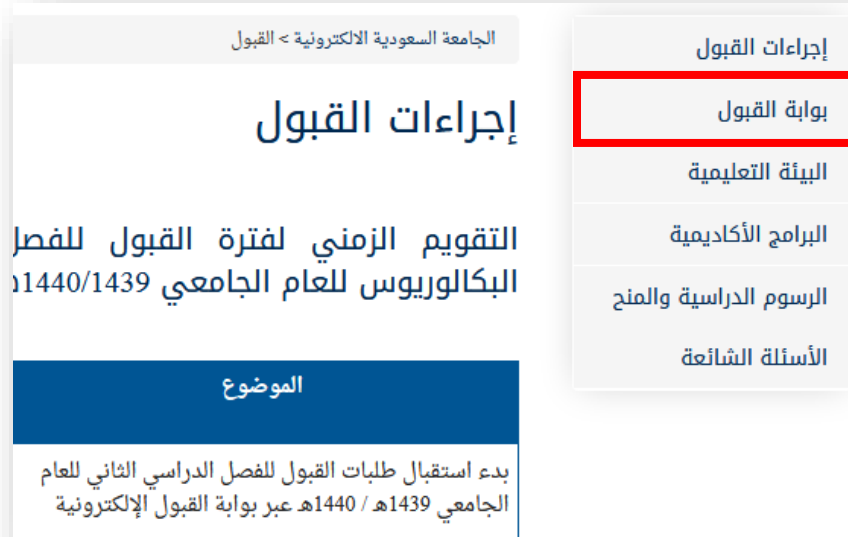 إجراءات القبول
بوابة القبول
البيئة التعليمية
البرامج الأكاديمية
الرسوم الدراسية والمنح
الأسئلة الشائعة
الجامعة السعودية الالكترونية > القبول
إجراءات القبول
التقويم الزمني لفترة القبول للفصل
البكالوريوس للعام الجامعي 1440/1439ه
الموضوع
بدء استقبال طلبات القبول للفصل الدراسي الثاني للعام
الجامعي 1439هـ / 1440هـ عبر بوابة القبول الإلكترونية